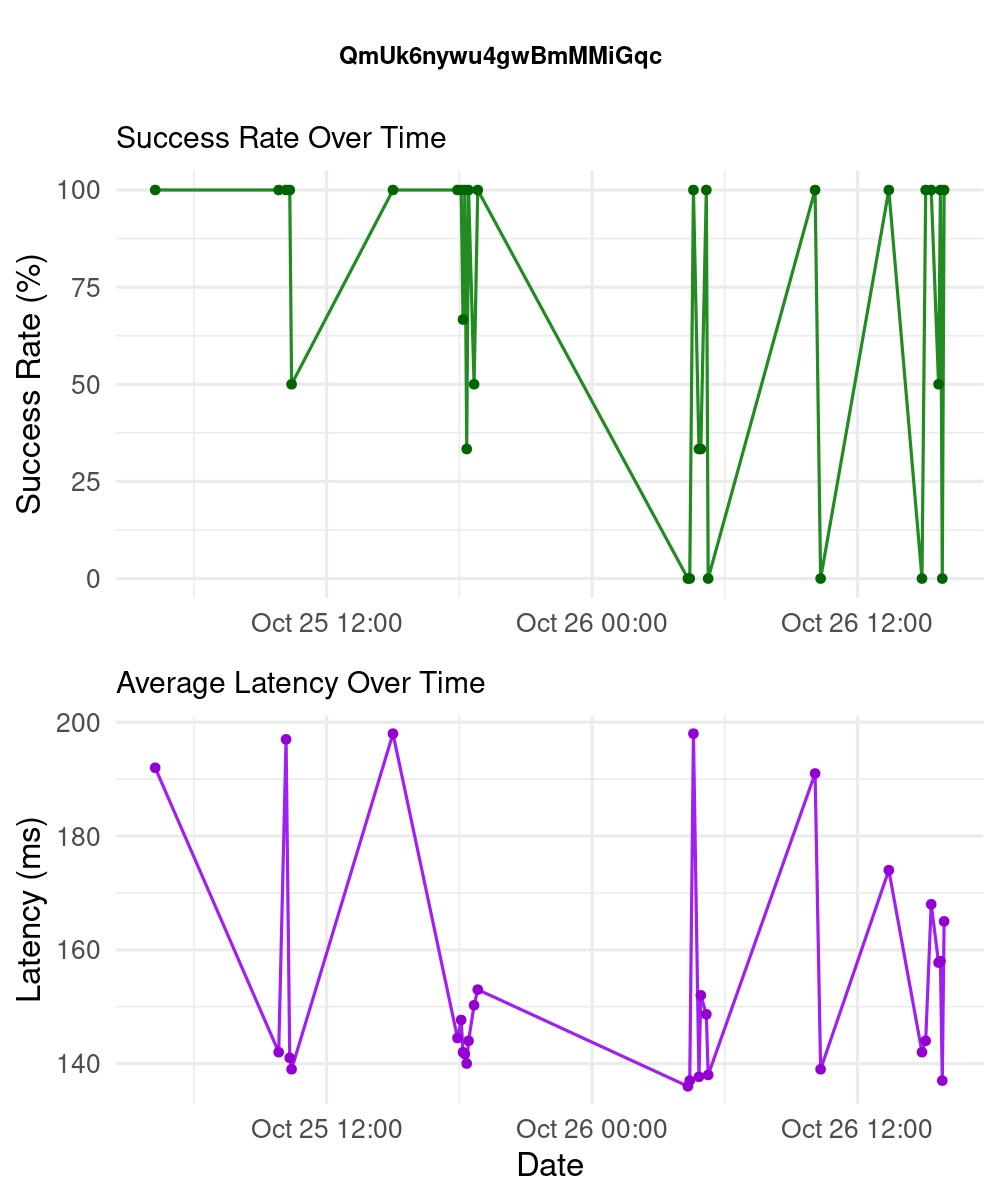 QmUk6nywu4gwBmMMiGqc
Success Rate Over Time
100
75
50
25
0
Success Rate (%)
Oct 25 12:00 Oct 26 00:00 Oct 26 12:00
Average Latency Over Time
200
180
160
140
Latency (ms)
Oct 25 12:00 Oct 26 00:00 Oct 26 12:00
Date